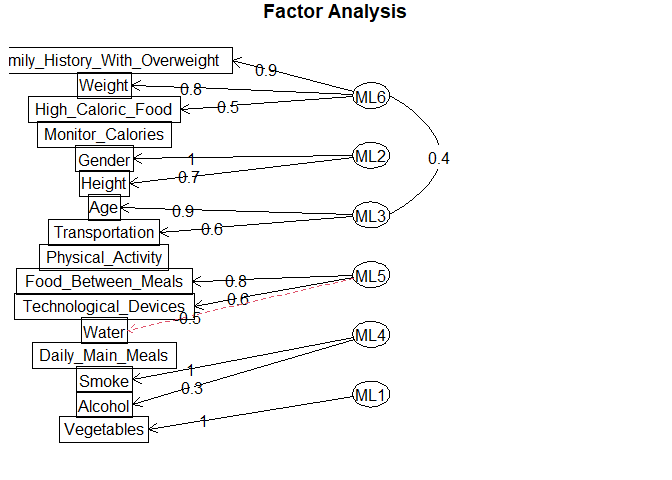 Factor Analysis
mily_History_With_Overweight
0.9
Weight
0.8
ML6
High_Caloric_Food
0.5
Monitor_Calories
Gender
1
ML2
0.4
Height
0.7
Age
0.9
ML3
Transportation
0.6
Physical_Activity
Food_Between_Meals
0.8
ML5
Technological_Devices
0.6
0.5
Water
ML4
Daily_Main_Meals
1
Smoke
0.3
ML1
Alcohol
1
Vegetables